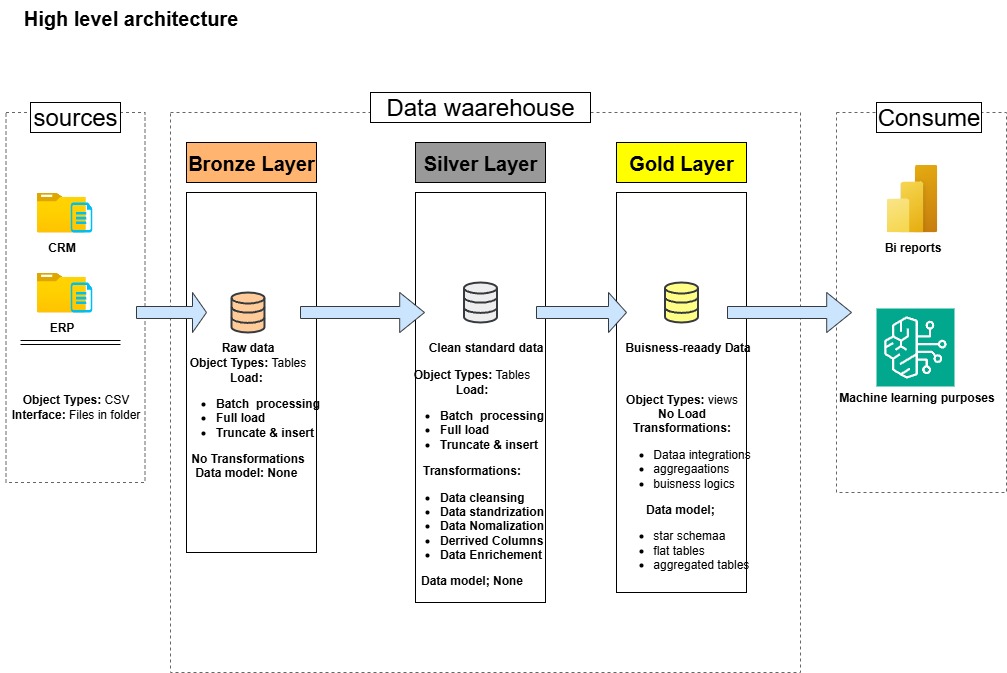 High level architecture
sources
CRM
ERP
Object Types: CSV
Interface: Files in folder
Data waarehouse
Bronze Layer
Raw data
Object Types: Tables
Load:
Batch processing
Full load
Truncate & insert
No Transformations
Data model: None
Silver Layer
Clean standard data
Object Types: Tables
Load:
Batch processing
Full load
Truncate & insert
Transformations:
Data cleansing
Data standrization
Data Nomalization
Derived Columns
Data Enrichement
Data model; None
Gold Layer
Buisness-reaady Data
Object Types: views
No Load
Transformations:
Dataa integrations
aggregaations
buisness logics
Data model;
star schemaa
flat tables
aggregated tables
Consume
Bi reports
Machine learning purposes